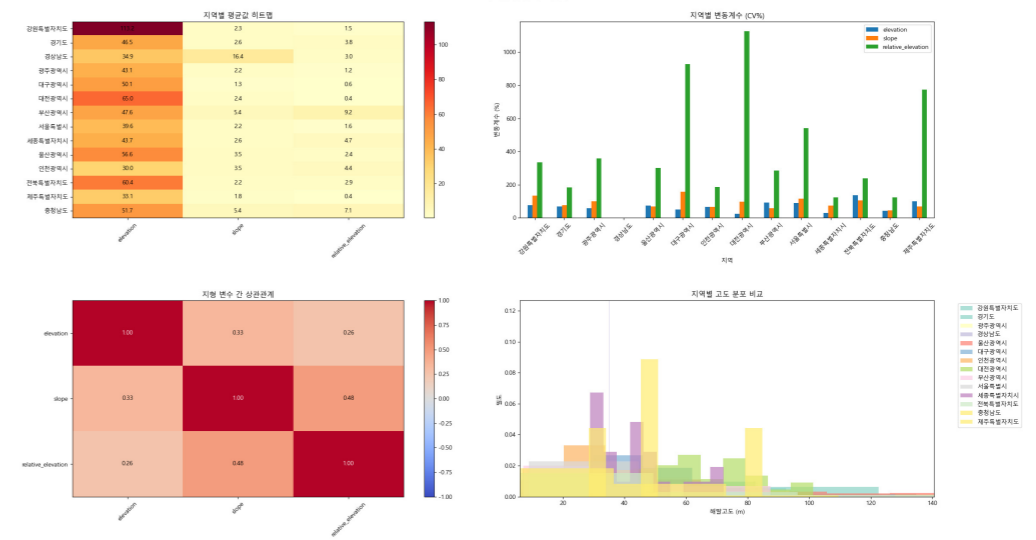 지역별 평균값 히트맵
강원특별자치도 2.3 1.5
경기도 46.5 2.6 3.8
경상남도 34.9 16.4 3.0
광주광역시 43.1 2.2 1.2
대구광역시 50.1 1.3 0.6
대전광역시 65.0 2.4 0.4
부산광역시 47.6 5.4 9.2
서울특별시 39.6 2.2 1.6
세종특별자치시 43.7 2.6 4.7
울산광역시 56.6 3.5 2.4
인천광역시 30.0 3.5 4.4
전북특별자치도 60.4 2.2 2.9
제주특별자치도 33.1 1.8 0.4
충청남도 51.7 5.4 7.1
elevation slope relative_elevation
100
80
60
40
20
지역별 변동계수 (CV%)
elevation
slope
relative_elevation
변동계수 (%)
1000
800
600
400
200
0
강원특별자치도 경기도 광주광역시 경상남도 울산광역시 대구광역시 인천광역시 대전광역시 부산광역시 서울특별시 세종특별자치시 전북특별자치도 충청남도 제주특별자치도
지역
지형 변수 간 상관관계
elevation 1.00 0.33 0.26
slope 0.33 1.00 0.48
relative_elevation 0.26 0.48 1.00
elevation slope relative_elevation
1.00
0.75
0.50
0.25
0.00
-0.25
-0.50
-0.75
-1.00
지역별 고도 분포 비교
밀도
0.12
0.10
0.08
0.06
0.04
0.02
0.00
20 40 60 80 100 120 140
해발고도 (m)
강원특별자치도
경기도
광주광역시
경상남도
울산광역시
대구광역시
인천광역시
대전광역시
부산광역시
서울특별시
세종특별자치시
전북특별자치도
충청남도
제주특별자치도